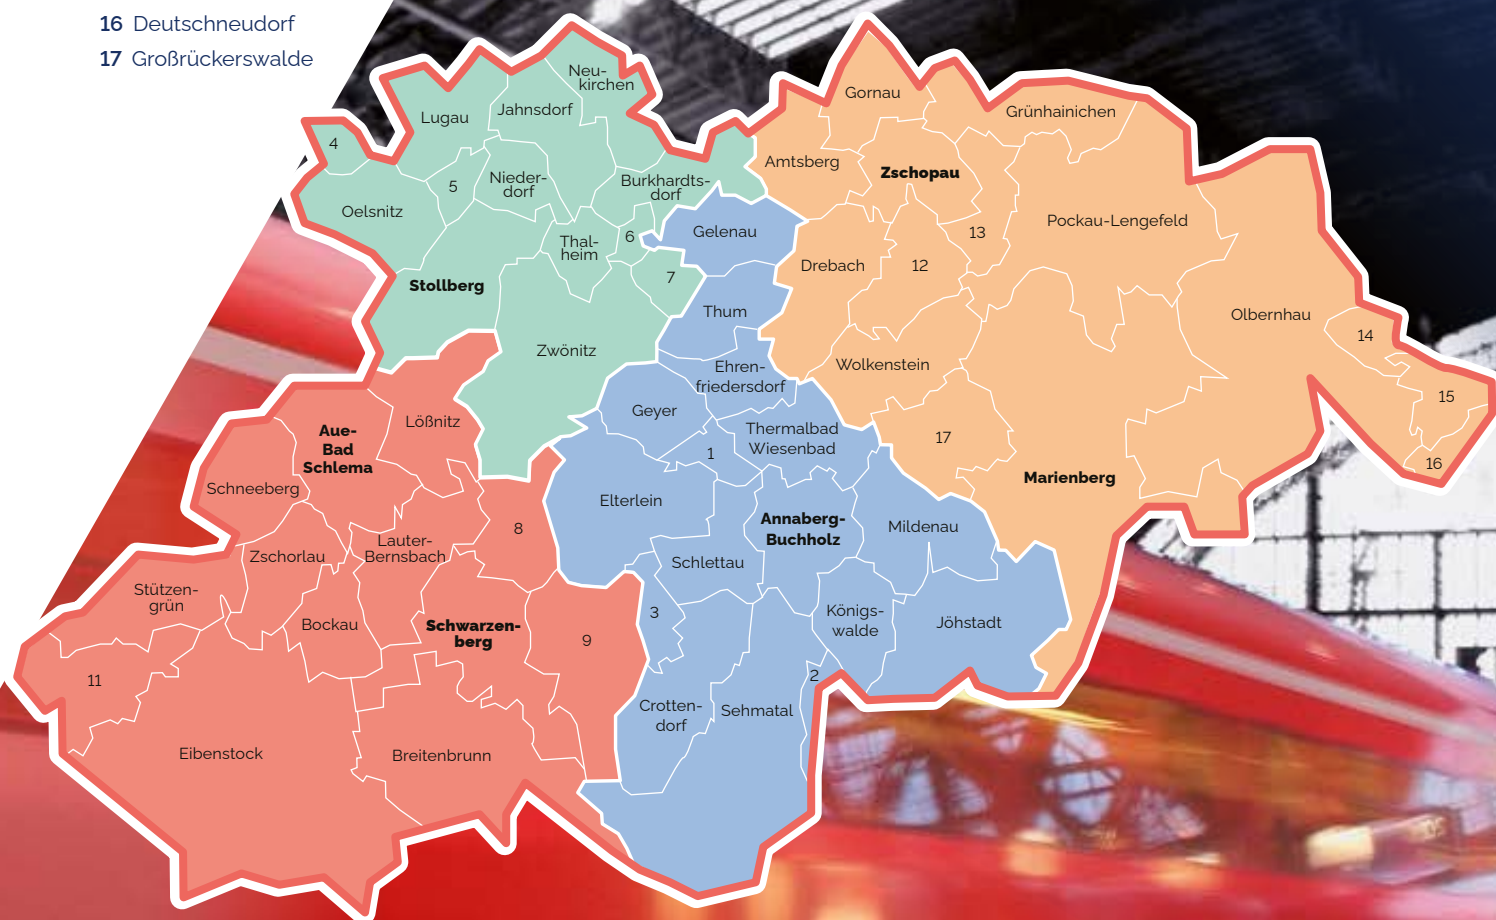 16 Deutschneudorf
17 Großrückerswalde
Neu-
kirchen
Gornau
Jahnsdorf
Lugau
Grünhainichen
4
Amtsberg
Zschopau
5
Nieder-
dorf
Burkhardts-
dorf
Oelsnitz
Pockau-Lengefeld
Gelenau
13
6
Thal-
heim
Drebach
12
7
Stollberg
Thum
Olbernhau
14
Zwönitz
Wolkenstein
Ehren-
friedersdorf
15
Geyer
Lößnitz
Aue-
Bad
Schlema
Thermalbad
Wiesenbad
17
1
16
Marienberg
Schneeberg
Elterlein
Annaberg-
Buchholz
Mildenau
8
Lauter-
Bernsbach
Zschorlau
Schlettau
Stützen-
grün
3
Königs-
walde
Jöhstadt
Bockau
Schwarzen-
berg
9
2
11
Crotten-
dorf
Sehmatal
Eibenstock
Breitenbrunn